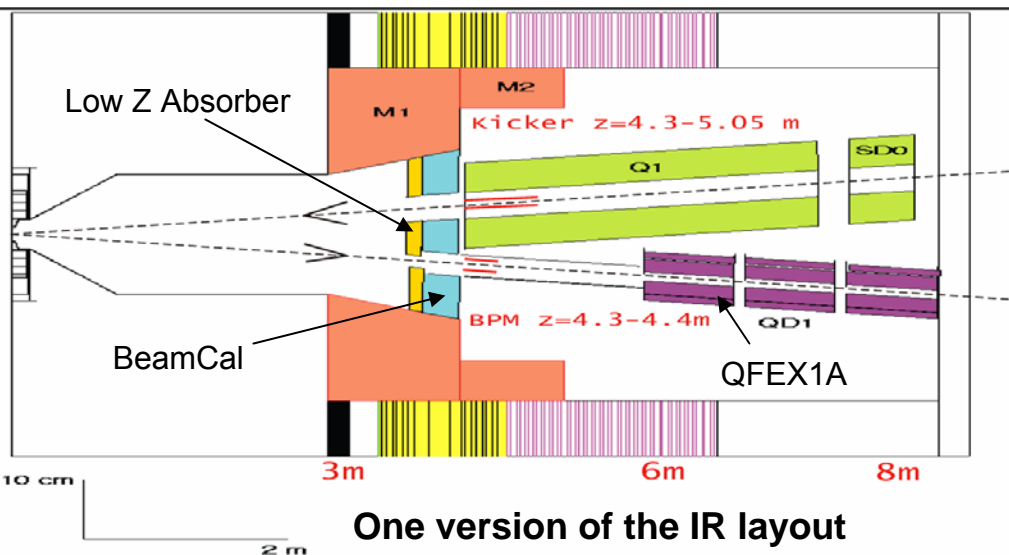 M1
M2
Low Z Absorber
Kicker z=4.3-5.05 m
SD0
Q1
BPM z=4.3-4.4m
QD1
BeamCal
QFEX1A
3m
6m
8m
10 cm
2 m
One version of the IR layout